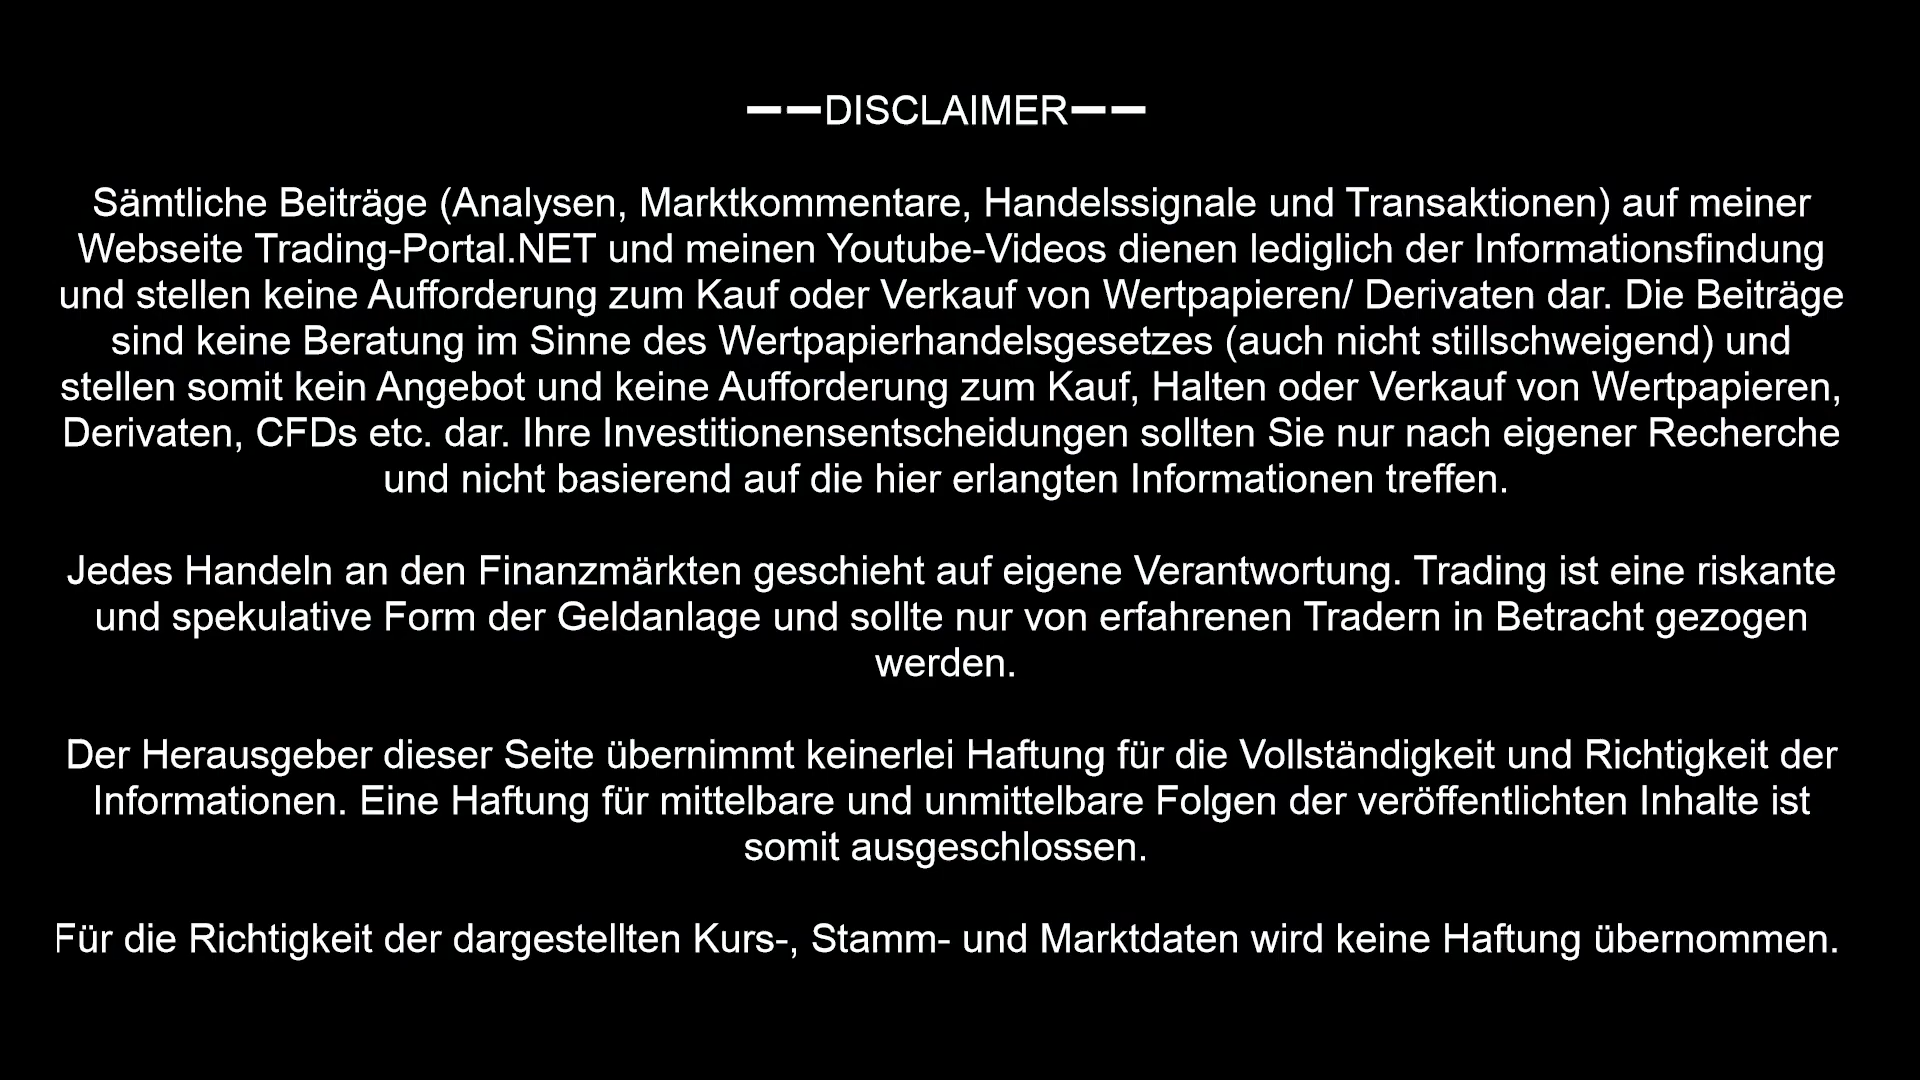 ——DISCLAIMER——
Sämtliche Beiträge (Analysen, Marktkommentare, Handelssignale und Transaktionen) auf meiner
Webseite Trading-Portal.NET und meinen Youtube-Videos dienen lediglich der Informationsfindung
und stellen keine Aufforderung zum Kauf oder Verkauf von Wertpapieren/ Derivaten dar. Die Beiträge
sind keine Beratung im Sinne des Wertpapierhandelsgesetzes (auch nicht stillschweigend) und
stellen somit kein Angebot und keine Aufforderung zum Kauf, Halten oder Verkauf von Wertpapieren,
Derivaten, CFDs etc. dar. Ihre Investitionensentscheidungen sollten Sie nur nach eigener Recherche
und nicht basierend auf die hier erlangten Informationen treffen.
Jedes Handeln an den Finanzmärkten geschieht auf eigene Verantwortung. Trading ist eine riskante
und spekulative Form der Geldanlage und sollte nur von erfahrenen Tradern in Betracht gezogen
werden.
Der Herausgeber dieser Seite übernimmt keinerlei Haftung für die Vollständigkeit und Richtigkeit der
Informationen. Eine Haftung für mittelbare und unmittelbare Folgen der veröffentlichten Inhalte ist
somit ausgeschlossen.
Für die Richtigkeit der dargestellten Kurs-, Stamm- und Marktdaten wird keine Haftung übernommen.